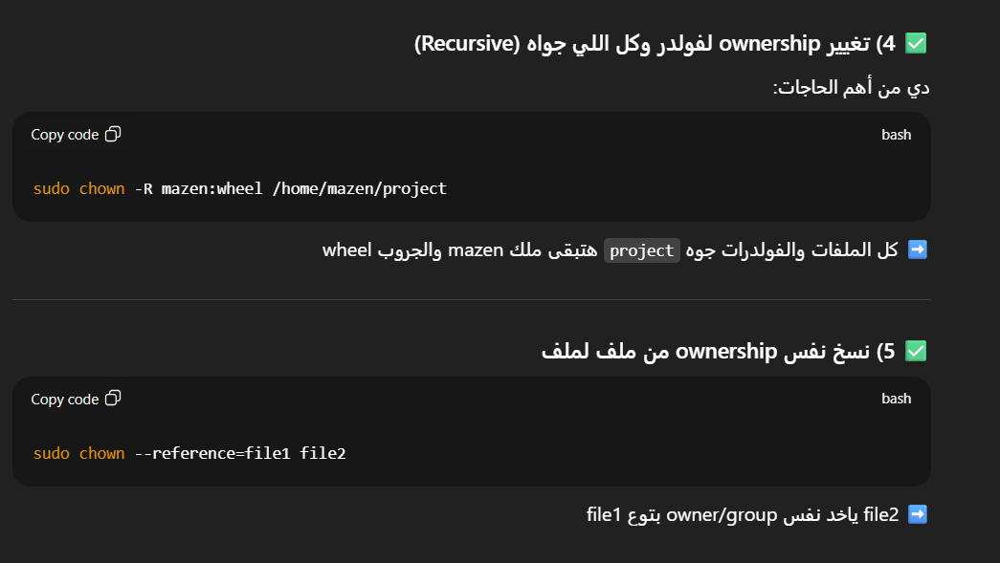 ✅ 4) تغيير ownership لفولدر وكل اللي جواه (Recursive)
دي من أهم الحاجات:
bash
Copy code
sudo chown -R mazen:wheel /home/mazen/project
➡️ كل الملفات والفولدرات جوه project هتبقى ملك mazen والجروب wheel
✅ 5) نسخ نفس ownership من ملف لملف
bash
Copy code
sudo chown --reference=file1 file2
➡️ file2 ياخد نفس owner/group بتوع file1